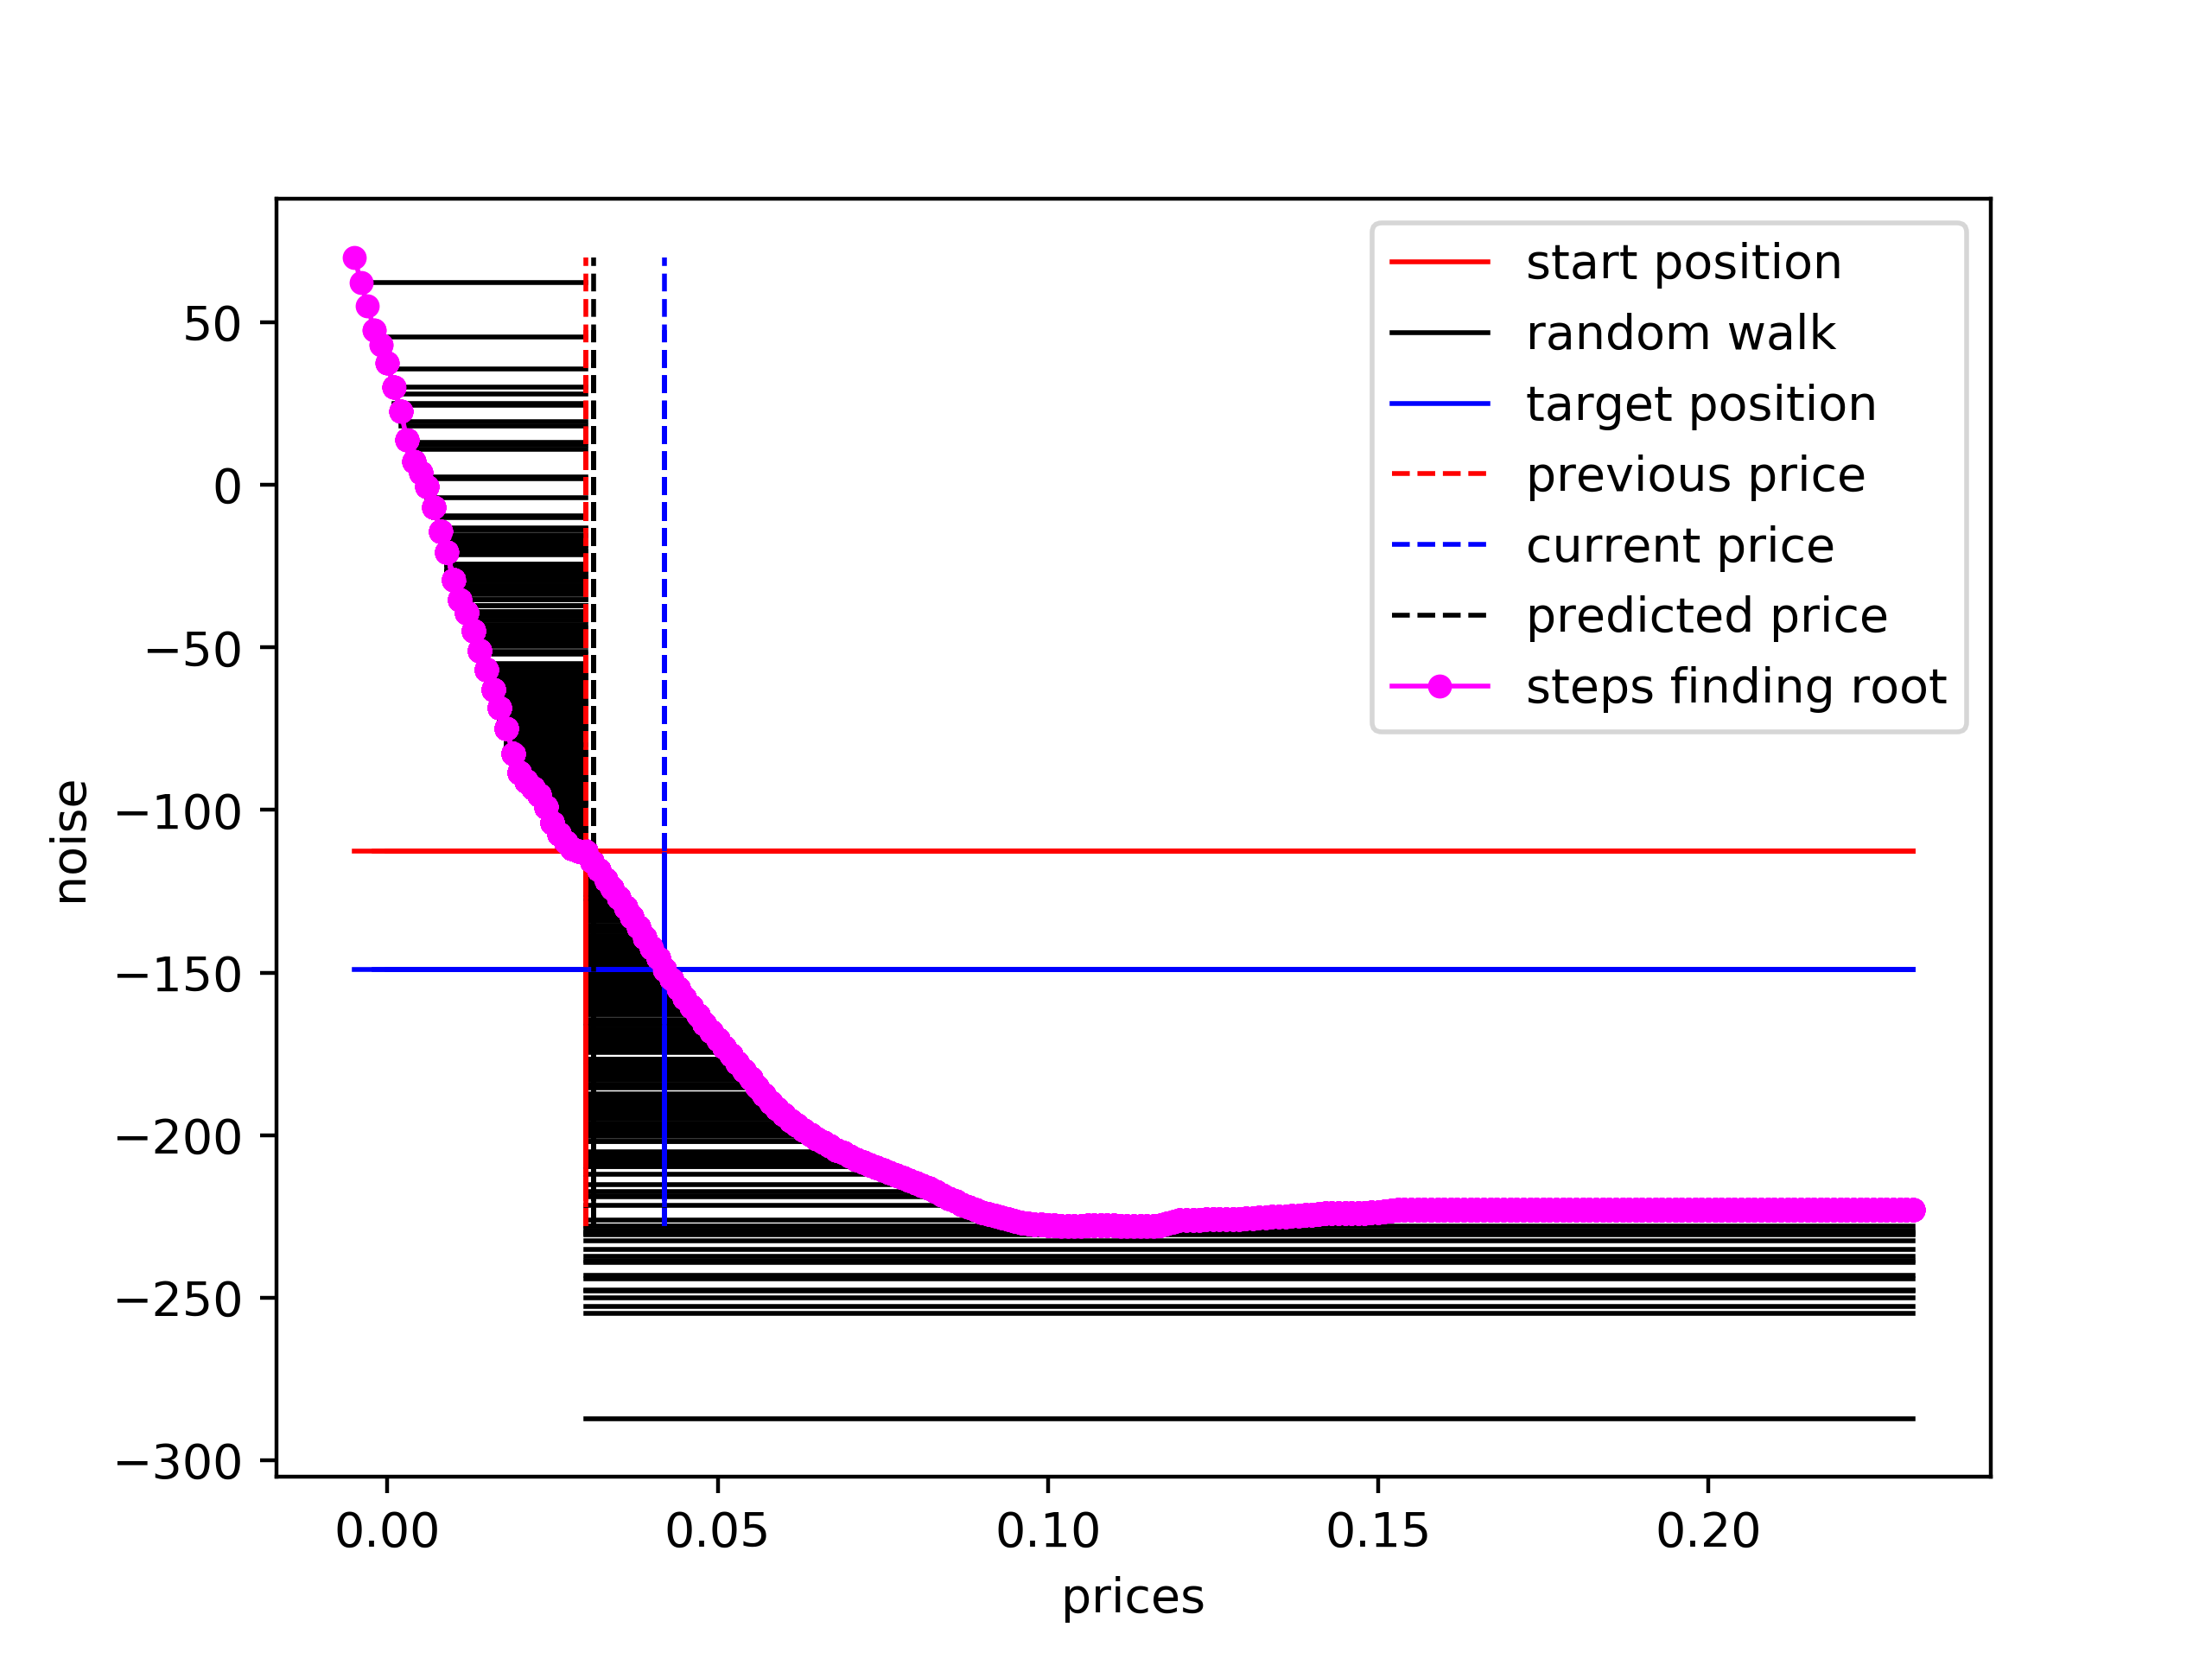 start position
random walk
target position
previous price
current price
predicted price
steps finding root
50
0
−50
−100
−150
−200
−250
−300
noise
0.00 0.05 0.10 0.15 0.20
prices